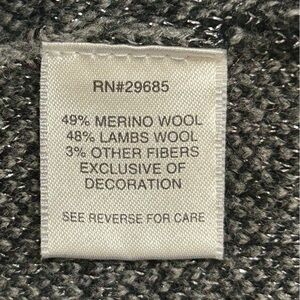 RN#29685
49% MERINO WOOL
48% LAMBS WOOL
3% OTHER FIBERS
EXCLUSIVE OF
DECORATION
SEE REVERSE FOR CARE